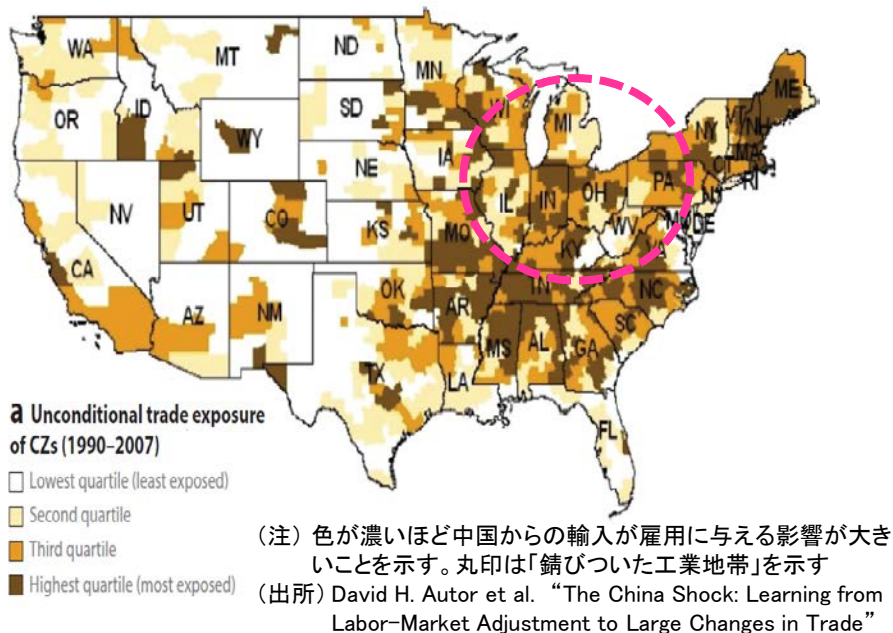 WA
MT
ND
MN
ME
OR
ID
SD
WI
MI
NY
VT
NH
MA
WY
IA
CT
RI
NE
PA
NV
UT
CO
IL
IN
OH
DE
WV
KS
MO
KY
VA
CA
TN
NC
AZ
NM
OK
AR
SC
MS
AL
GA
TX
LA
FL
a Unconditional trade exposure
of CZs (1990–2007)
Lowest quartile (least exposed)
Second quartile
Third quartile
Highest quartile (most exposed)
(注) 色が濃いほど中国からの輸入が雇用に与える影響が大き
いことを示す。丸印は「錆びついた工業地帯」を示す
(出所) David H. Autor et al. “The China Shock: Learning from
Labor-Market Adjustment to Large Changes in Trade”